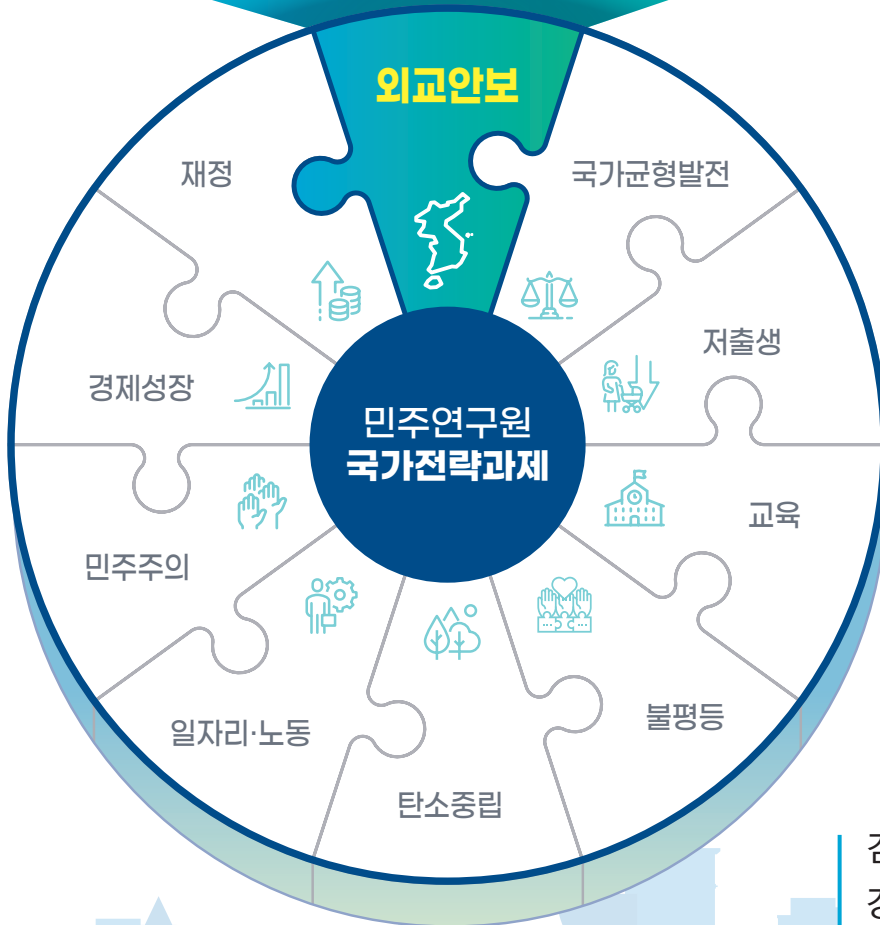 외교안보
재정
국가균형발전
저출생
경제성장
민주연구원
국가전략과제
교육
민주주의
불평등
일자리·노동
탄소중립